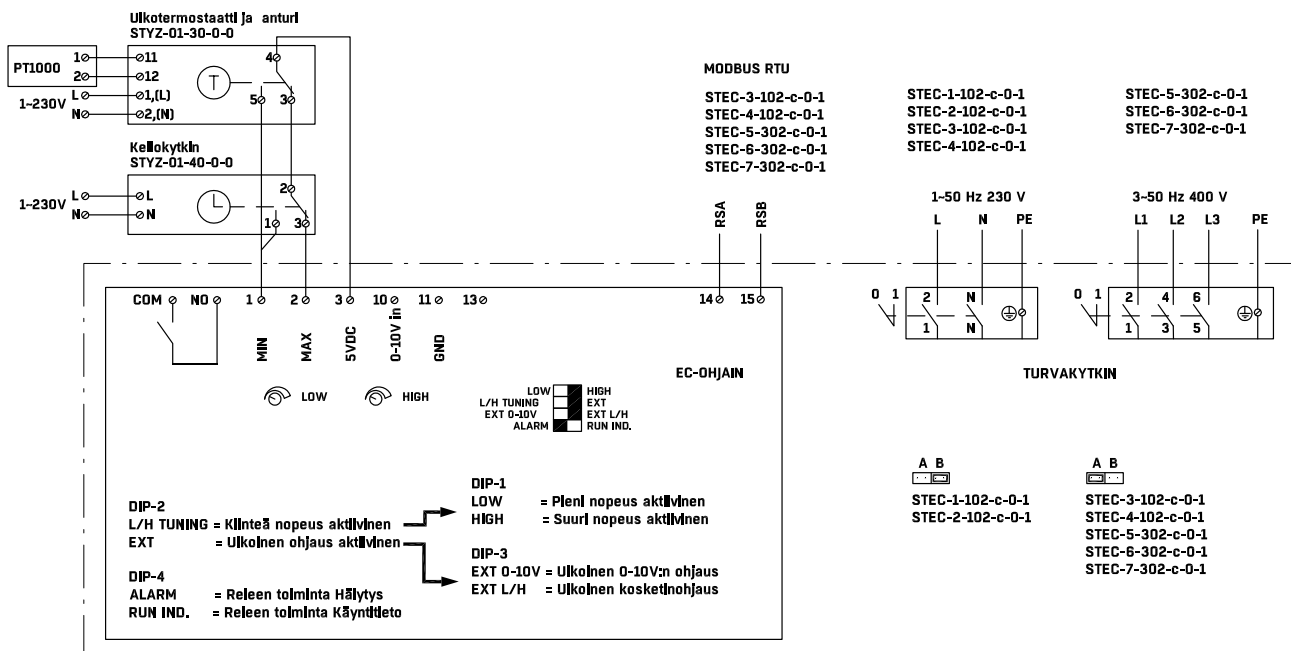 Ulkotermostaatti ja anturi
STYZ-01-30-0-0
PT1000
1
2
11
12
1~230V
L
N
1,(L)
2,(N)
T
4
5
3
Kellokytkin
STYZ-01-40-0-0
1~230V
L
N
L
N
2
1
3
MODBUS RTU
STEC-3-102-c-0-1
STEC-4-102-c-0-1
STEC-5-302-c-0-1
STEC-6-302-c-0-1
STEC-7-302-c-0-1
RSA
RSB
STEC-1-102-c-0-1
STEC-2-102-c-0-1
STEC-3-102-c-0-1
STEC-4-102-c-0-1
1~50 Hz 230 V
L N PE
STEC-5-302-c-0-1
STEC-6-302-c-0-1
STEC-7-302-c-0-1
3~50 Hz 400 V
L1 L2 L3 PE
COM NO 1 2 3 10 11 13 14 15
MIN
MAX
5VDC
0-10V in
GND
0 1
2 N
1 N
0 1
2 4 6
1 3 5
TURVAKYTKIN
EC-OHJAIN
LOW
HIGH
LOW HIGH
L/H TUNING EXT
EXT 0-10V EXT L/H
ALARM RUN IND.
DIP-2
L/H TUNING = Kiinteä nopeus aktiivinen
EXT = Ulkoinen ohjaus aktiivinen
DIP-4
ALARM = Releen toiminta Hälytys
RUN IND. = Releen toiminta Käyntitieto
DIP-1
LOW = Pieni nopeus aktiivinen
HIGH = Suuri nopeus aktiivinen
DIP-3
EXT 0-10V = Ulkoinen 0-10V:n ohjaus
EXT L/H = Ulkoinen kosketinohjaus
A B
STEC-1-102-c-0-1
STEC-2-102-c-0-1
A B
STEC-3-102-c-0-1
STEC-4-102-c-0-1
STEC-5-302-c-0-1
STEC-6-302-c-0-1
STEC-7-302-c-0-1